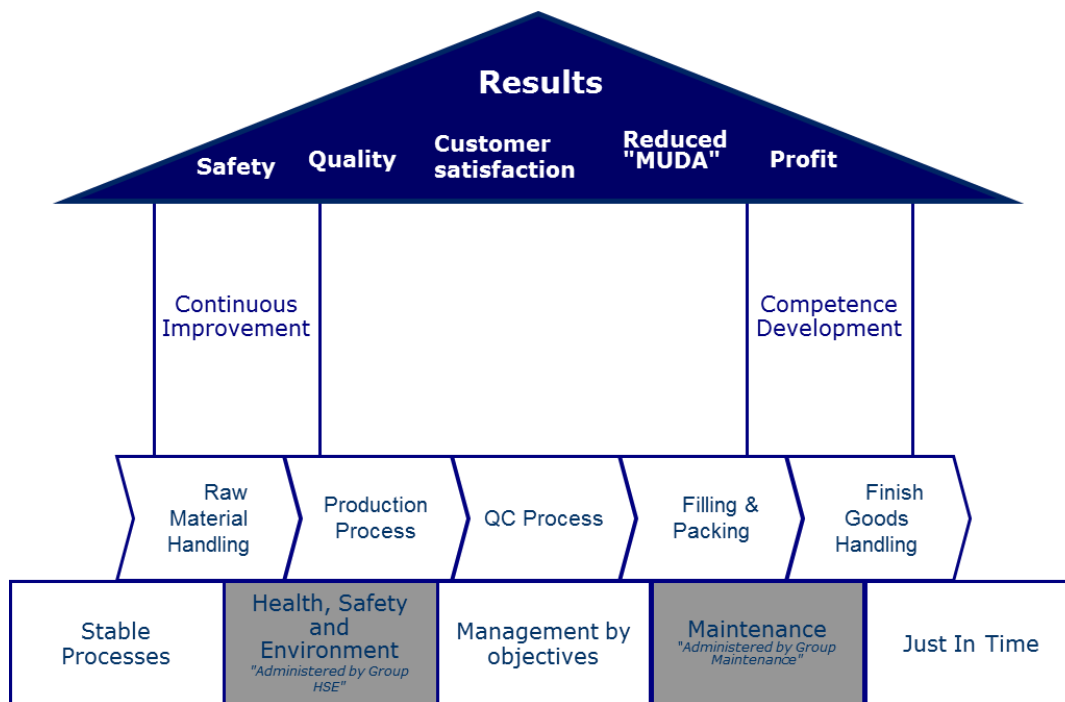 Results
Safety
Quality
Customer
satisfaction
Reduced
"MUDA"
Profit
Continuous
Improvement
Competence
Development
Raw
Material
Handling
Production
Process
QC Process
Filling &
Packing
Finish
Goods
Handling
Stable
Processes
Health, Safety
and
Environment
"Administered by Group
HSE"
Management by
objectives
Maintenance
"Administered by Group
Maintenance"
Just In Time